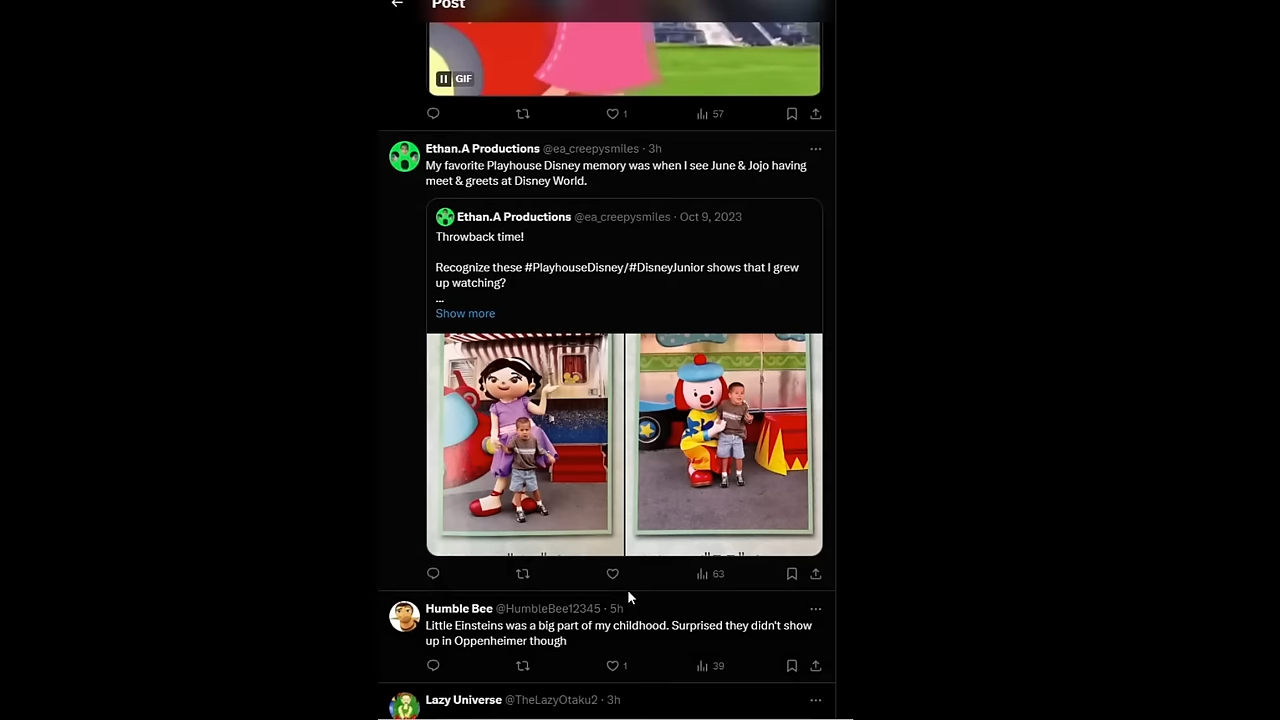 Post
GIF
1
57
Ethan.A Productions @ea_creepysmiles · 3h
My favorite Playhouse Disney memory was when I see June & Jojo having
meet & greets at Disney World.
Ethan.A Productions @ea_creepysmiles · Oct 9, 2023
Throwback time!
Recognize these #PlayhouseDisney/#DisneyJunior shows that I grew
up watching?
...
Show more
63
Humble Bee @HumbleBee12345 · 5h
Little Einsteins was a big part of my childhood. Surprised they didn't show
up in Oppenheimer though
1
39
Lazy Universe @TheLazyOtaku2 · 3h